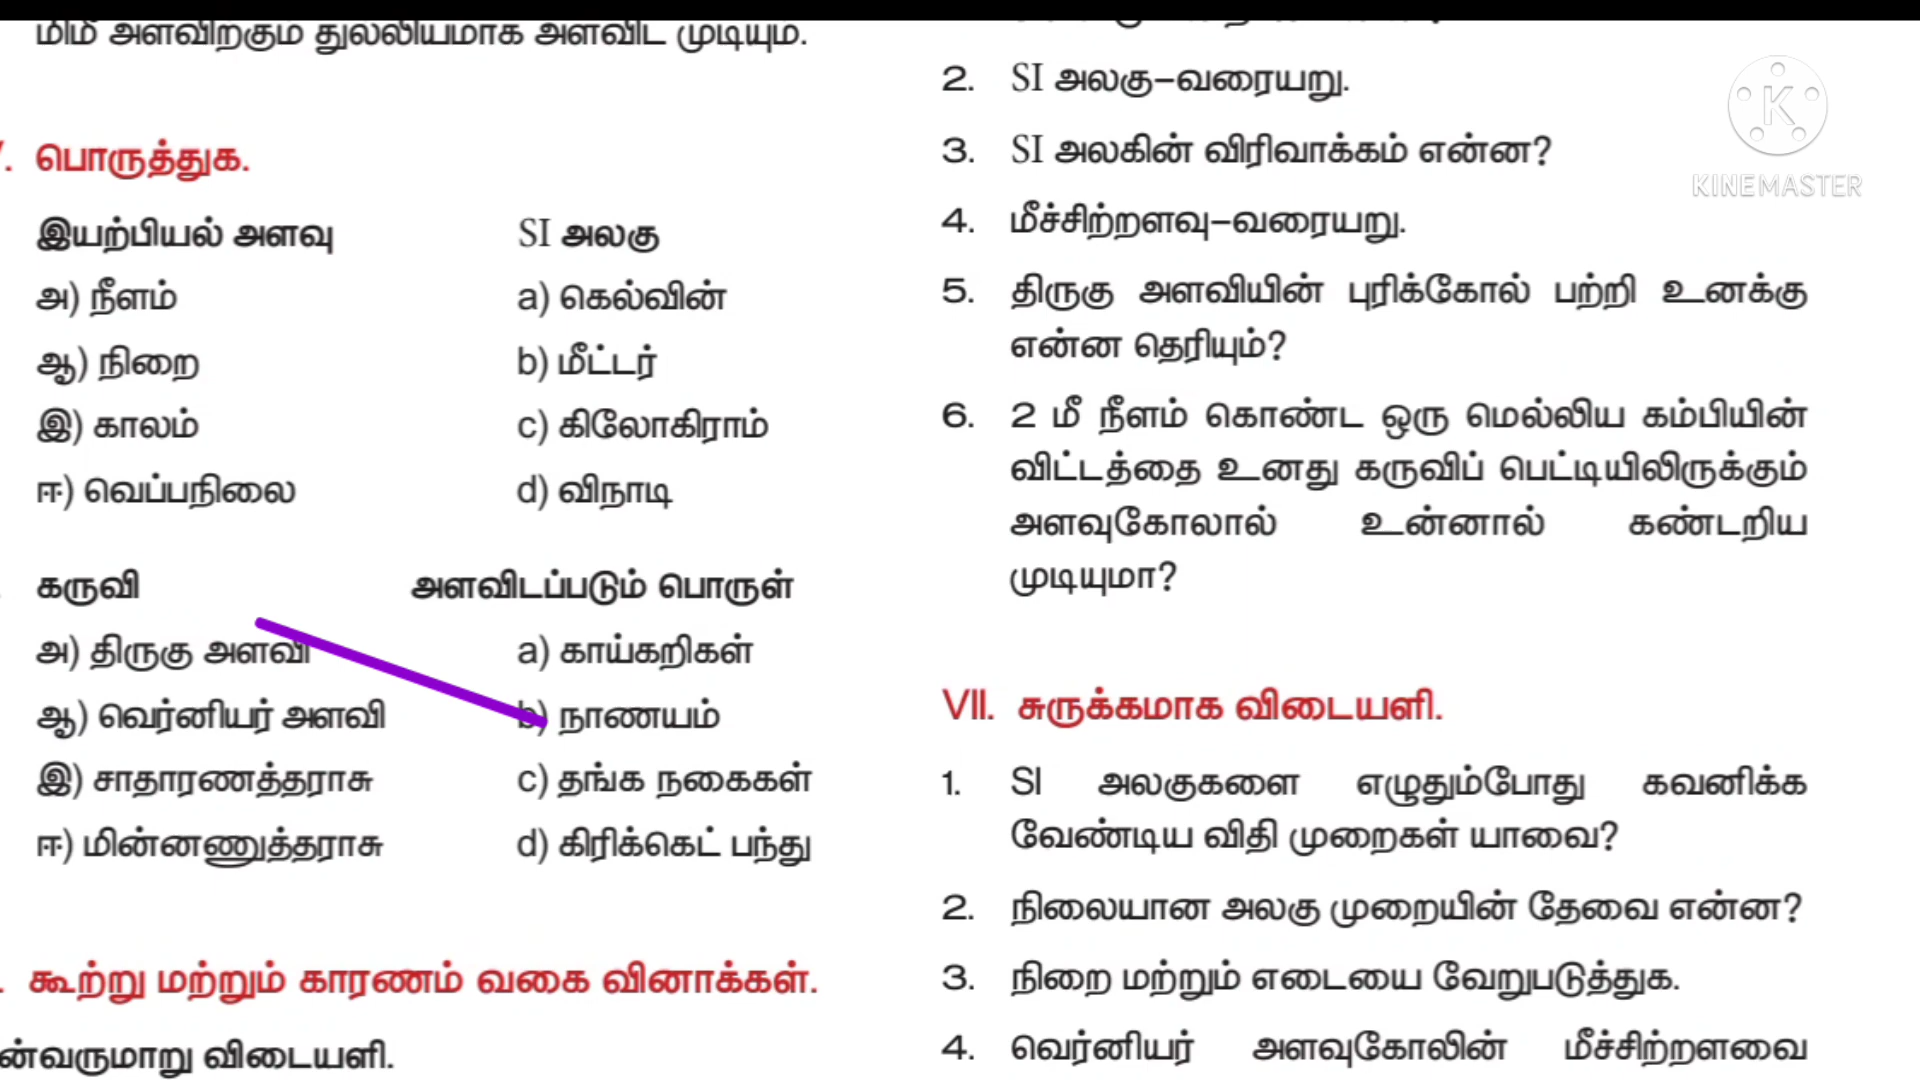 மிமீ அளவிற்கும் துல்லியமாக அளவிட முடியும்.
பொருத்துக.
இயற்பியல் அளவு SI அலகு
அ) நீளம் a) கெல்வின்
ஆ) நிறை b) மீட்டர்
இ) காலம் c) கிலோகிராம்
ஈ) வெப்பநிலை d) விநாடி
கருவி அளவிடப்படும் பொருள்
அ) திருகு அளவி a) காய்கறிகள்
ஆ) வெர்னியர் அளவி b) நாணயம்
இ) சாதாரணத்தராசு c) தங்க நகைகள்
ஈ) மின்னணுத்தராசு d) கிரிக்கெட் பந்து
கூற்று மற்றும் காரணம் வகை வினாக்கள்.
விடையளி.
2. SI அலகு–வரையறு.
3. SI அலகின் விரிவாக்கம் என்ன?
4. மீச்சிற்றளவு–வரையறு.
5. திருகு அளவியின் புரிக்கோல் பற்றி உனக்கு
என்ன தெரியும்?
6. 2 மீ நீளம் கொண்ட ஒரு மெல்லிய கம்பியின்
விட்டத்தை உனது கருவிப் பெட்டியிலிருக்கும்
அளவுகோலால் உன்னால் கண்டறிய
முடியுமா?
VII. சுருக்கமாக விடையளி.
1. SI அலகுகளை எழுதும்போது கவனிக்க
வேண்டிய விதி முறைகள் யாவை?
2. நிலையான அலகு முறையின் தேவை என்ன?
3. நிறை மற்றும் எடையை வேறுபடுத்துக.
4. வெர்னியர் அளவுகோலின் மீச்சிற்றளவை
K
KINEMASTER